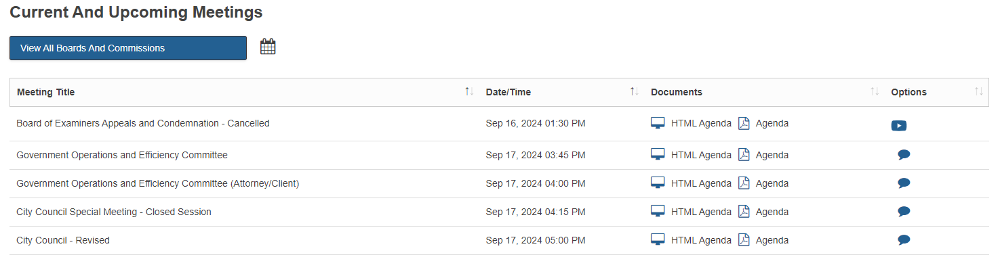 Current And Upcoming Meetings
View All Boards And Commissions
Meeting Title Date/Time Documents Options
Board of Examiners Appeals and Condemnation - Cancelled Sep 16, 2024 01:30 PM HTML Agenda Agenda
Government Operations and Efficiency Committee Sep 17, 2024 03:45 PM HTML Agenda Agenda
Government Operations and Efficiency Committee (Attorney/Client) Sep 17, 2024 04:00 PM HTML Agenda Agenda
City Council Special Meeting - Closed Session Sep 17, 2024 04:15 PM HTML Agenda Agenda
City Council - Revised Sep 17, 2024 05:00 PM HTML Agenda Agenda